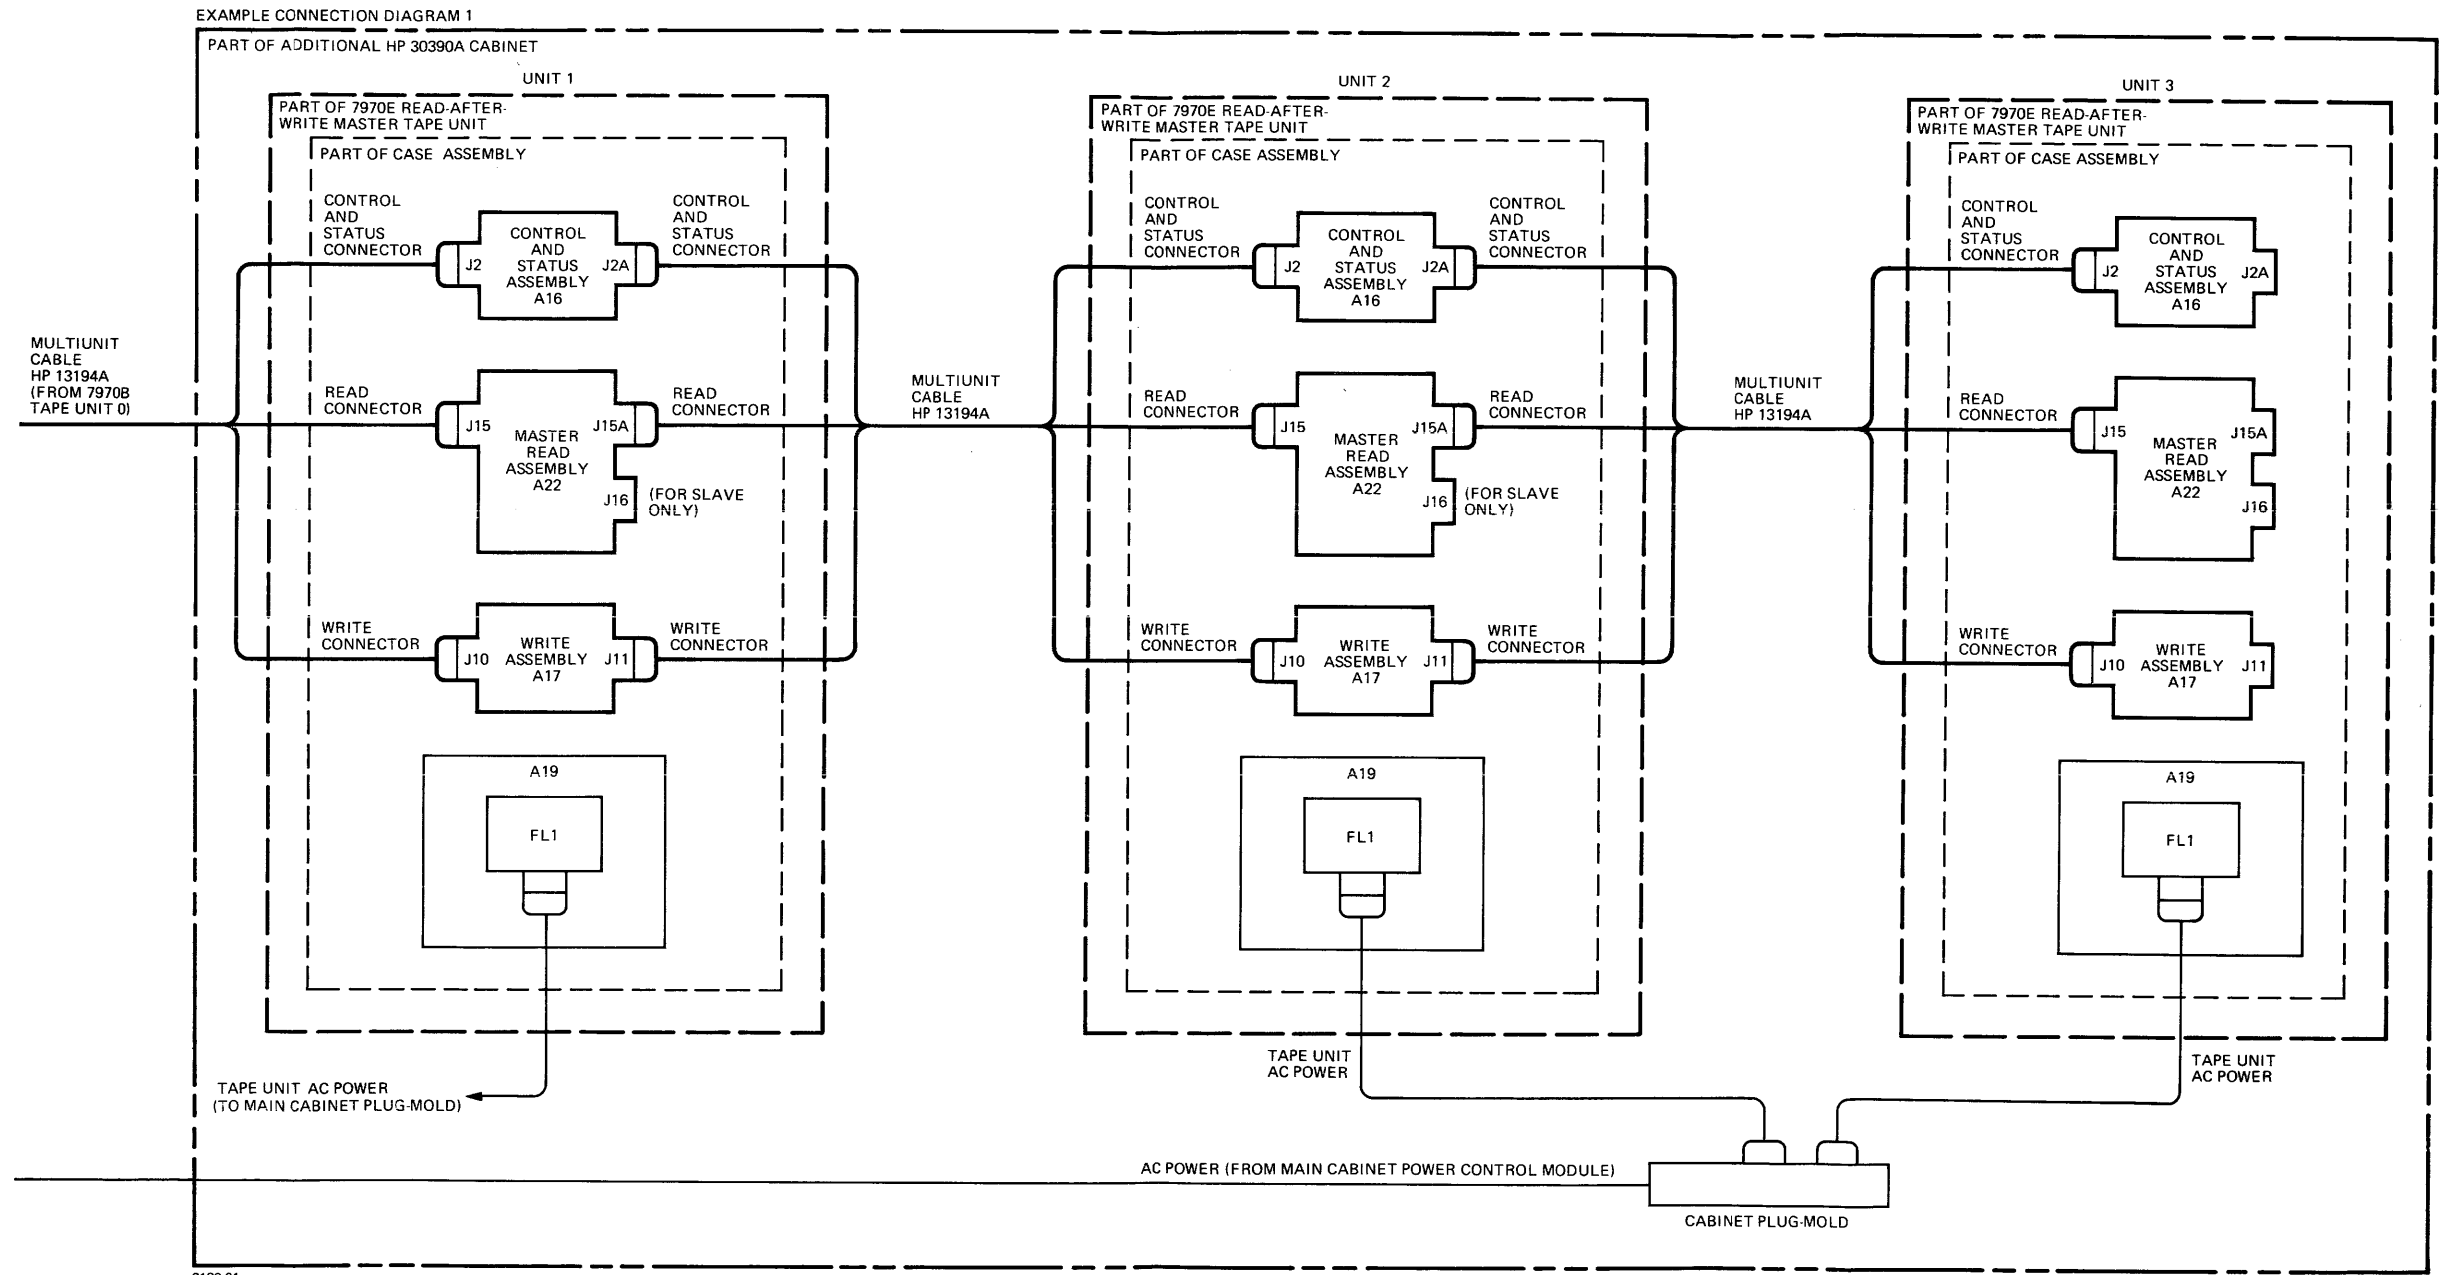 EXAMPLE CONNECTION DIAGRAM 1
PART OF ADDITIONAL HP 30390A CABINET
UNIT 1
PART OF 7970E READ-AFTER-
WRITE MASTER TAPE UNIT
PART OF CASE ASSEMBLY
CONTROL
AND
STATUS
CONNECTOR
J2
CONTROL
AND
STATUS
ASSEMBLY
A16
J2A
CONTROL
AND
STATUS
CONNECTOR
MULTIUNIT
CABLE
HP 13194A
(FROM 7970B
TAPE UNIT 0)
READ
CONNECTOR
J15
MASTER
READ
ASSEMBLY
A22
J15A
READ
CONNECTOR
J16
(FOR SLAVE
ONLY)
WRITE
CONNECTOR
J10
WRITE
ASSEMBLY
A17
J11
WRITE
CONNECTOR
A19
FL1
TAPE UNIT AC POWER
(TO MAIN CABINET PLUG-MOLD)
MULTIUNIT
CABLE
HP 13194A
UNIT 2
PART OF 7970E READ-AFTER-
WRITE MASTER TAPE UNIT
PART OF CASE ASSEMBLY
CONTROL
AND
STATUS
CONNECTOR
J2
CONTROL
AND
STATUS
ASSEMBLY
A16
J2A
CONTROL
AND
STATUS
CONNECTOR
READ
CONNECTOR
J15
MASTER
READ
ASSEMBLY
A22
J15A
READ
CONNECTOR
J16
(FOR SLAVE
ONLY)
WRITE
CONNECTOR
J10
WRITE
ASSEMBLY
A17
J11
WRITE
CONNECTOR
A19
FL1
TAPE UNIT
AC POWER
MULTIUNIT
CABLE
HP 13194A
UNIT 3
PART OF 7970E READ-AFTER-
WRITE MASTER TAPE UNIT
PART OF CASE ASSEMBLY
CONTROL
AND
STATUS
CONNECTOR
J2
CONTROL
AND
STATUS
ASSEMBLY
A16
J2A
READ
CONNECTOR
J15
MASTER
READ
ASSEMBLY
A22
J15A
J16
WRITE
CONNECTOR
J10
WRITE
ASSEMBLY
A17
J11
A19
FL1
TAPE UNIT
AC POWER
AC POWER (FROM MAIN CABINET POWER CONTROL MODULE)
CABINET PLUG-MOLD